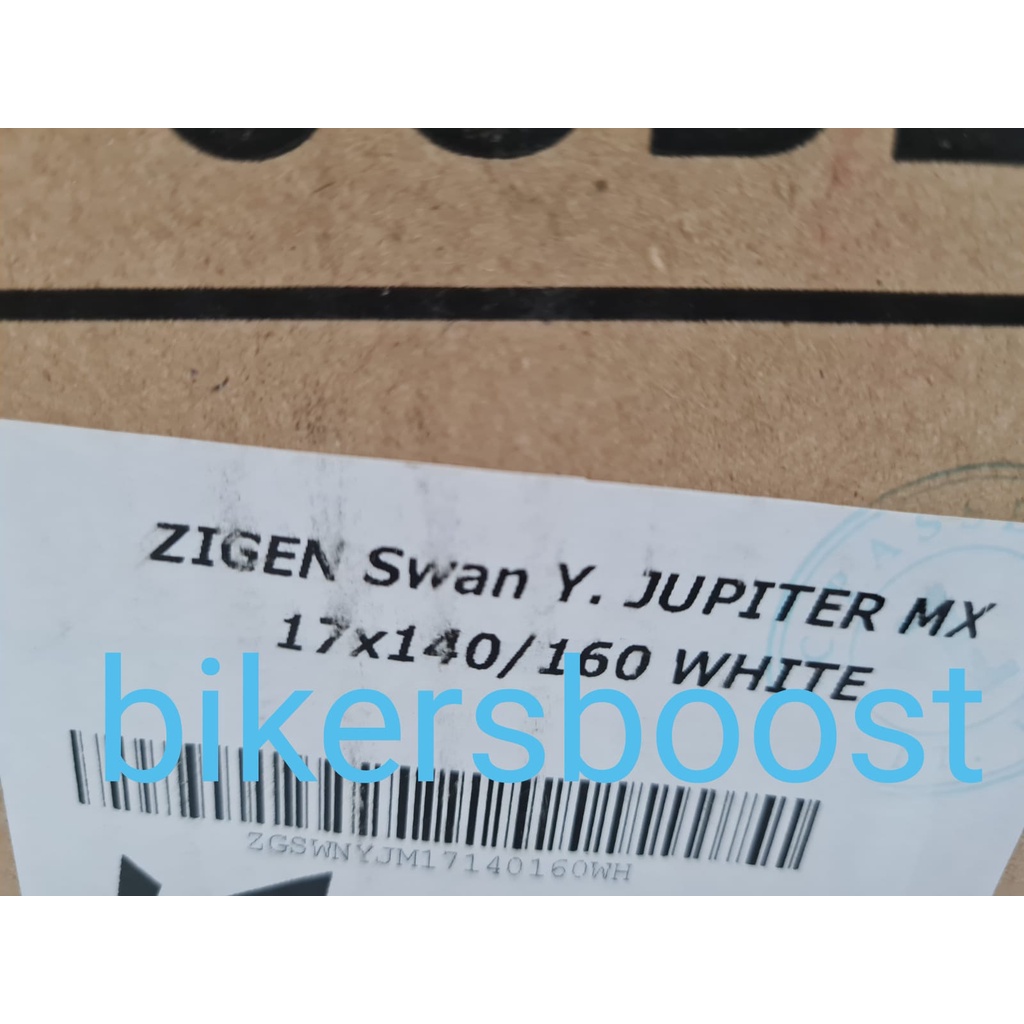 ZIGEN Swan Y. JUPITER MX
17x140/160 WHITE
bikersboost
ZGSWNYJM17140160WH